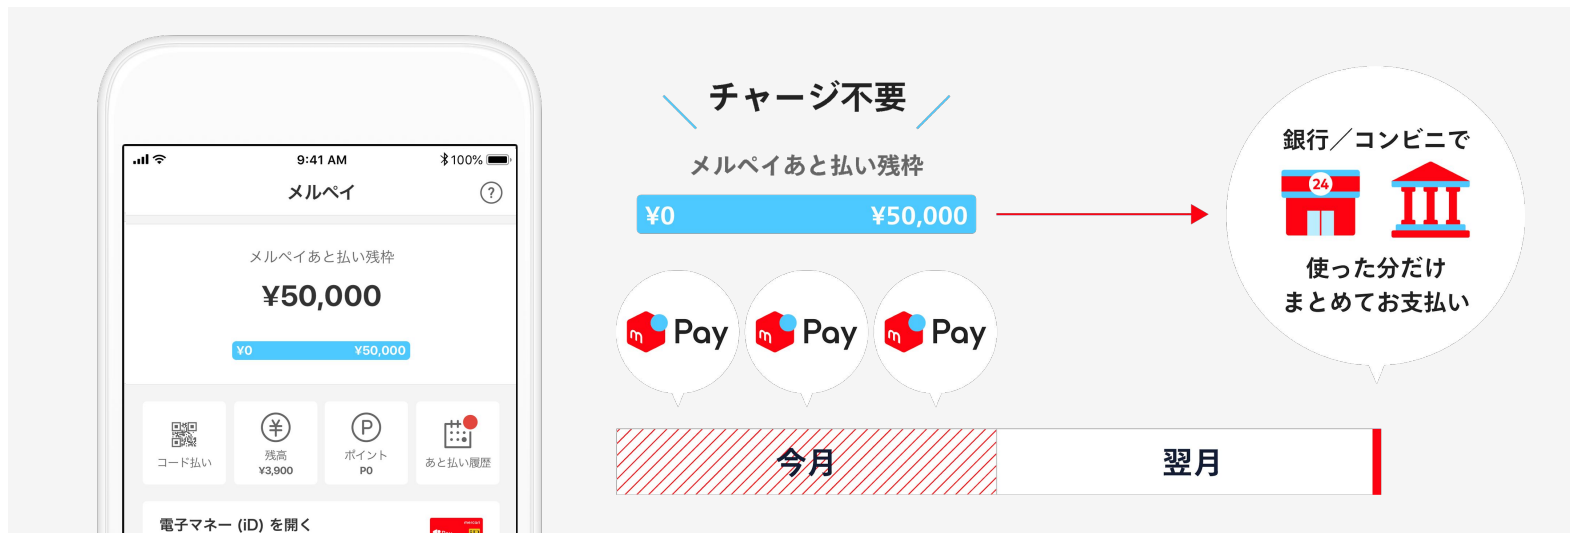 9:41 AM
100%
メルペイ
?
メルペイあと払い残枠
¥50,000
¥0 ¥50,000
コード払い
残高
¥3,900
P
ポイント
P0
あと払い履歴
電子マネー (iD) を開く
チャージ不要
メルペイあと払い残枠
¥0 ¥50,000
m Pay
m Pay
m Pay
今月
翌月
銀行／コンビニで
24
使った分だけ
まとめてお支払い